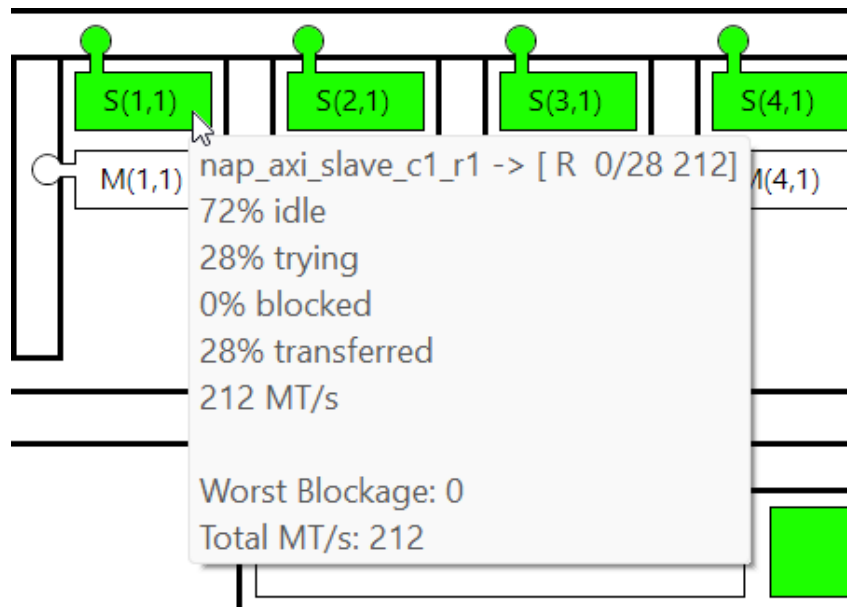 S(1,1) S(2,1) S(3,1) S(4,1)
M(1,1)
nap_axi_slave_c1_r1 -> [ R 0/28 212]
M(4,1)
72% idle
28% trying
0% blocked
28% transferred
212 MT/s
Worst Blockage: 0
Total MT/s: 212